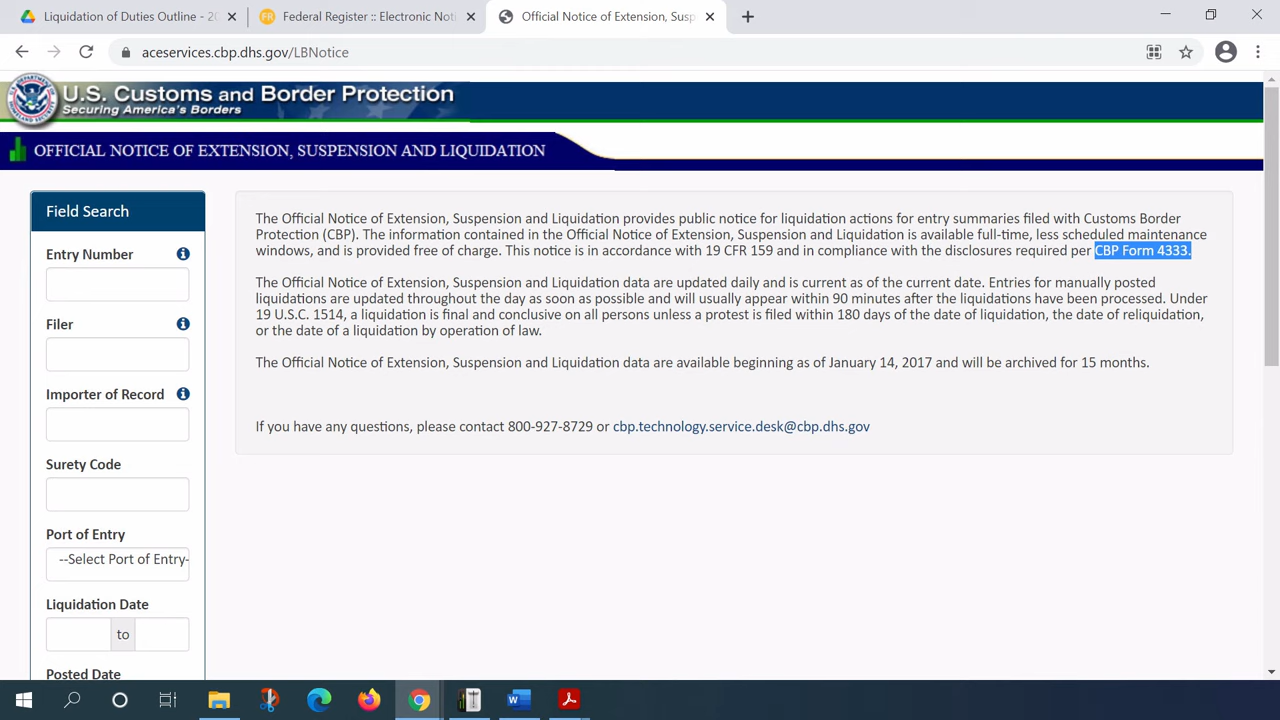 Liquidation of Duties Outline - 20
Federal Register :: Electronic Noti
Official Notice of Extension, Susp
aceservices.cbp.dhs.gov/LBNotice
U.S. Customs and Border Protection
Securing America's Borders
OFFICIAL NOTICE OF EXTENSION, SUSPENSION AND LIQUIDATION
Field Search
Entry Number
Filer
Importer of Record
Surety Code
Port of Entry
--Select Port of Entry-
Liquidation Date
to
Posted Date
The Official Notice of Extension, Suspension and Liquidation provides public notice for liquidation actions for entry summaries filed with Customs Border
Protection (CBP). The information contained in the Official Notice of Extension, Suspension and Liquidation is available full-time, less scheduled maintenance
windows, and is provided free of charge. This notice is in accordance with 19 CFR 159 and in compliance with the disclosures required per CBP Form 4333.
The Official Notice of Extension, Suspension and Liquidation data are updated daily and is current as of the current date. Entries for manually posted
liquidations are updated throughout the day as soon as possible and will usually appear within 90 minutes after the liquidations have been processed. Under
19 U.S.C. 1514, a liquidation is final and conclusive on all persons unless a protest is filed within 180 days of the date of liquidation, the date of reliquidation,
or the date of a liquidation by operation of law.
The Official Notice of Extension, Suspension and Liquidation data are available beginning as of January 14, 2017 and will be archived for 15 months.
If you have any questions, please contact 800-927-8729 or cbp.technology.service.desk@cbp.dhs.gov